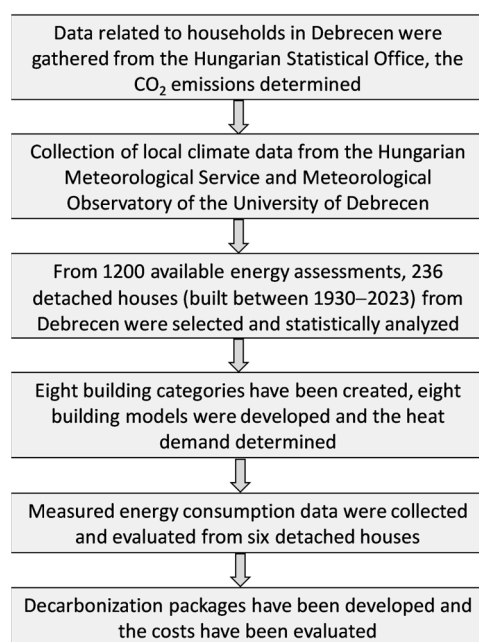 Data related to households in Debrecen were
gathered from the Hungarian Statistical Office, the
CO₂ emissions determined
Collection of local climate data from the Hungarian
Meteorological Service and Meteorological
Observatory of the University of Debrecen
From 1200 available energy assessments, 236
detached houses (built between 1930–2023) from
Debrecen were selected and statistically analyzed
Eight building categories have been created, eight
building models were developed and the heat
demand determined
Measured energy consumption data were collected
and evaluated from six detached houses
Decarbonization packages have been developed and
the costs have been evaluated